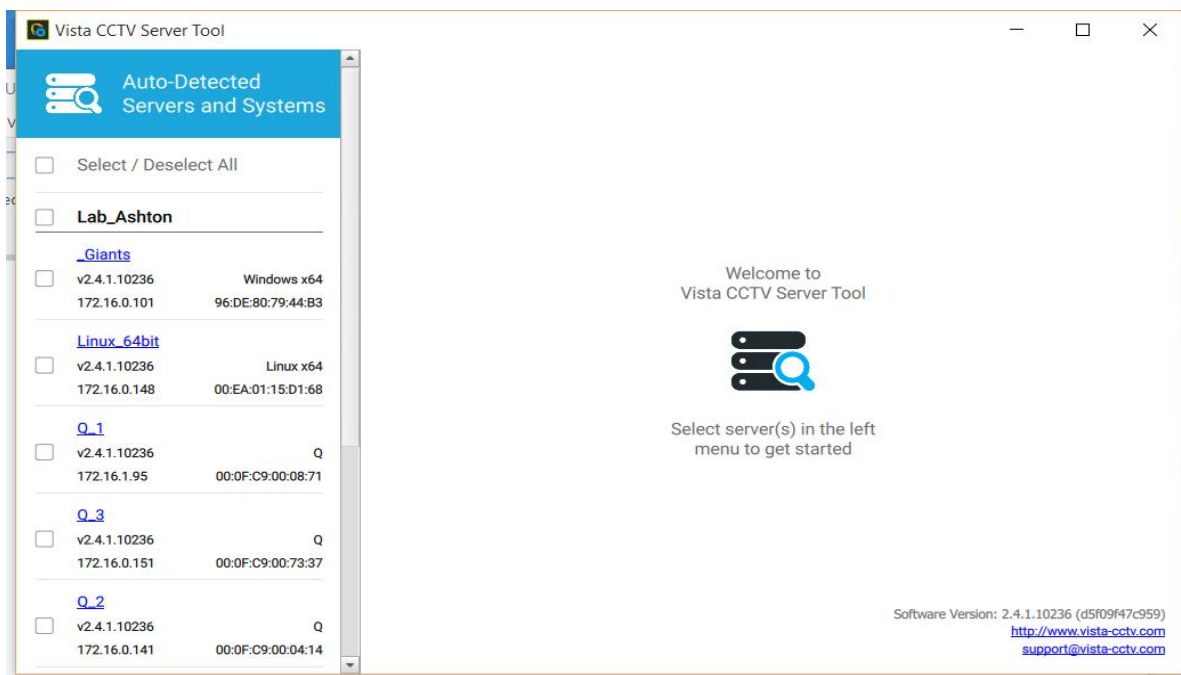 Vista CCTV Server Tool
Auto-Detected
Servers and Systems
Select / Deselect All
Lab_Ashton
_Giants
v2.4.1.10236 Windows x64
172.16.0.101 96:DE:80:79:44:B3
Linux_64bit
v2.4.1.10236 Linux x64
172.16.0.148 00:EA:01:15:D1:68
Q_1
v2.4.1.10236 Q
172.16.1.95 00:0F:C9:00:08:71
Q_3
v2.4.1.10236 Q
172.16.0.151 00:0F:C9:00:73:37
Q_2
v2.4.1.10236 Q
172.16.0.141 00:0F:C9:00:04:14
Welcome to
Vista CCTV Server Tool
Select server(s) in the left
menu to get started
Software Version: 2.4.1.10236 (d5f09f47c959)
http://www.vista-cctv.com
support@vista-cctv.com